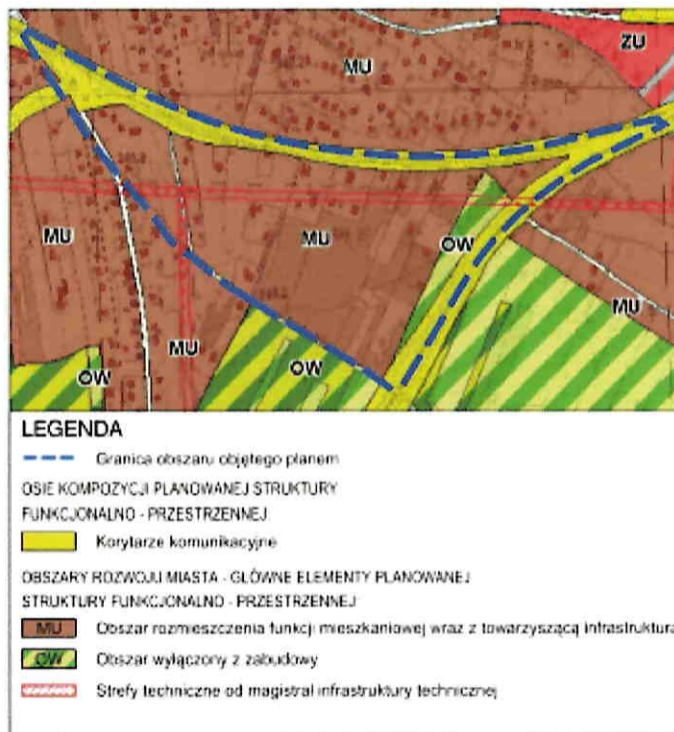 ZU
MU
MU
MU
OW
MU
MU
OW
OW
LEGENDA
Granica obszaru objętego planem
OSIE KOMPOZYCJI PLANOWANEJ STRUKTURY
FUNKCJONALNO - PRZESTRZENNEJ
Korytarze komunikacyjne
OBSZARY ROZWOJU MIASTA - GŁÓWNE ELEMENTY PLANOWANEJ
STRUKTURY FUNKCJONALNO - PRZESTRZENNEJ
MU Obszar rozmieszczenia funkcji mieszkaniowej wraz z towarzyszącą infrastruktur
OW Obszar wyłączony z zabudowy
Strefy techniczne od magistral infrastruktury technicznej